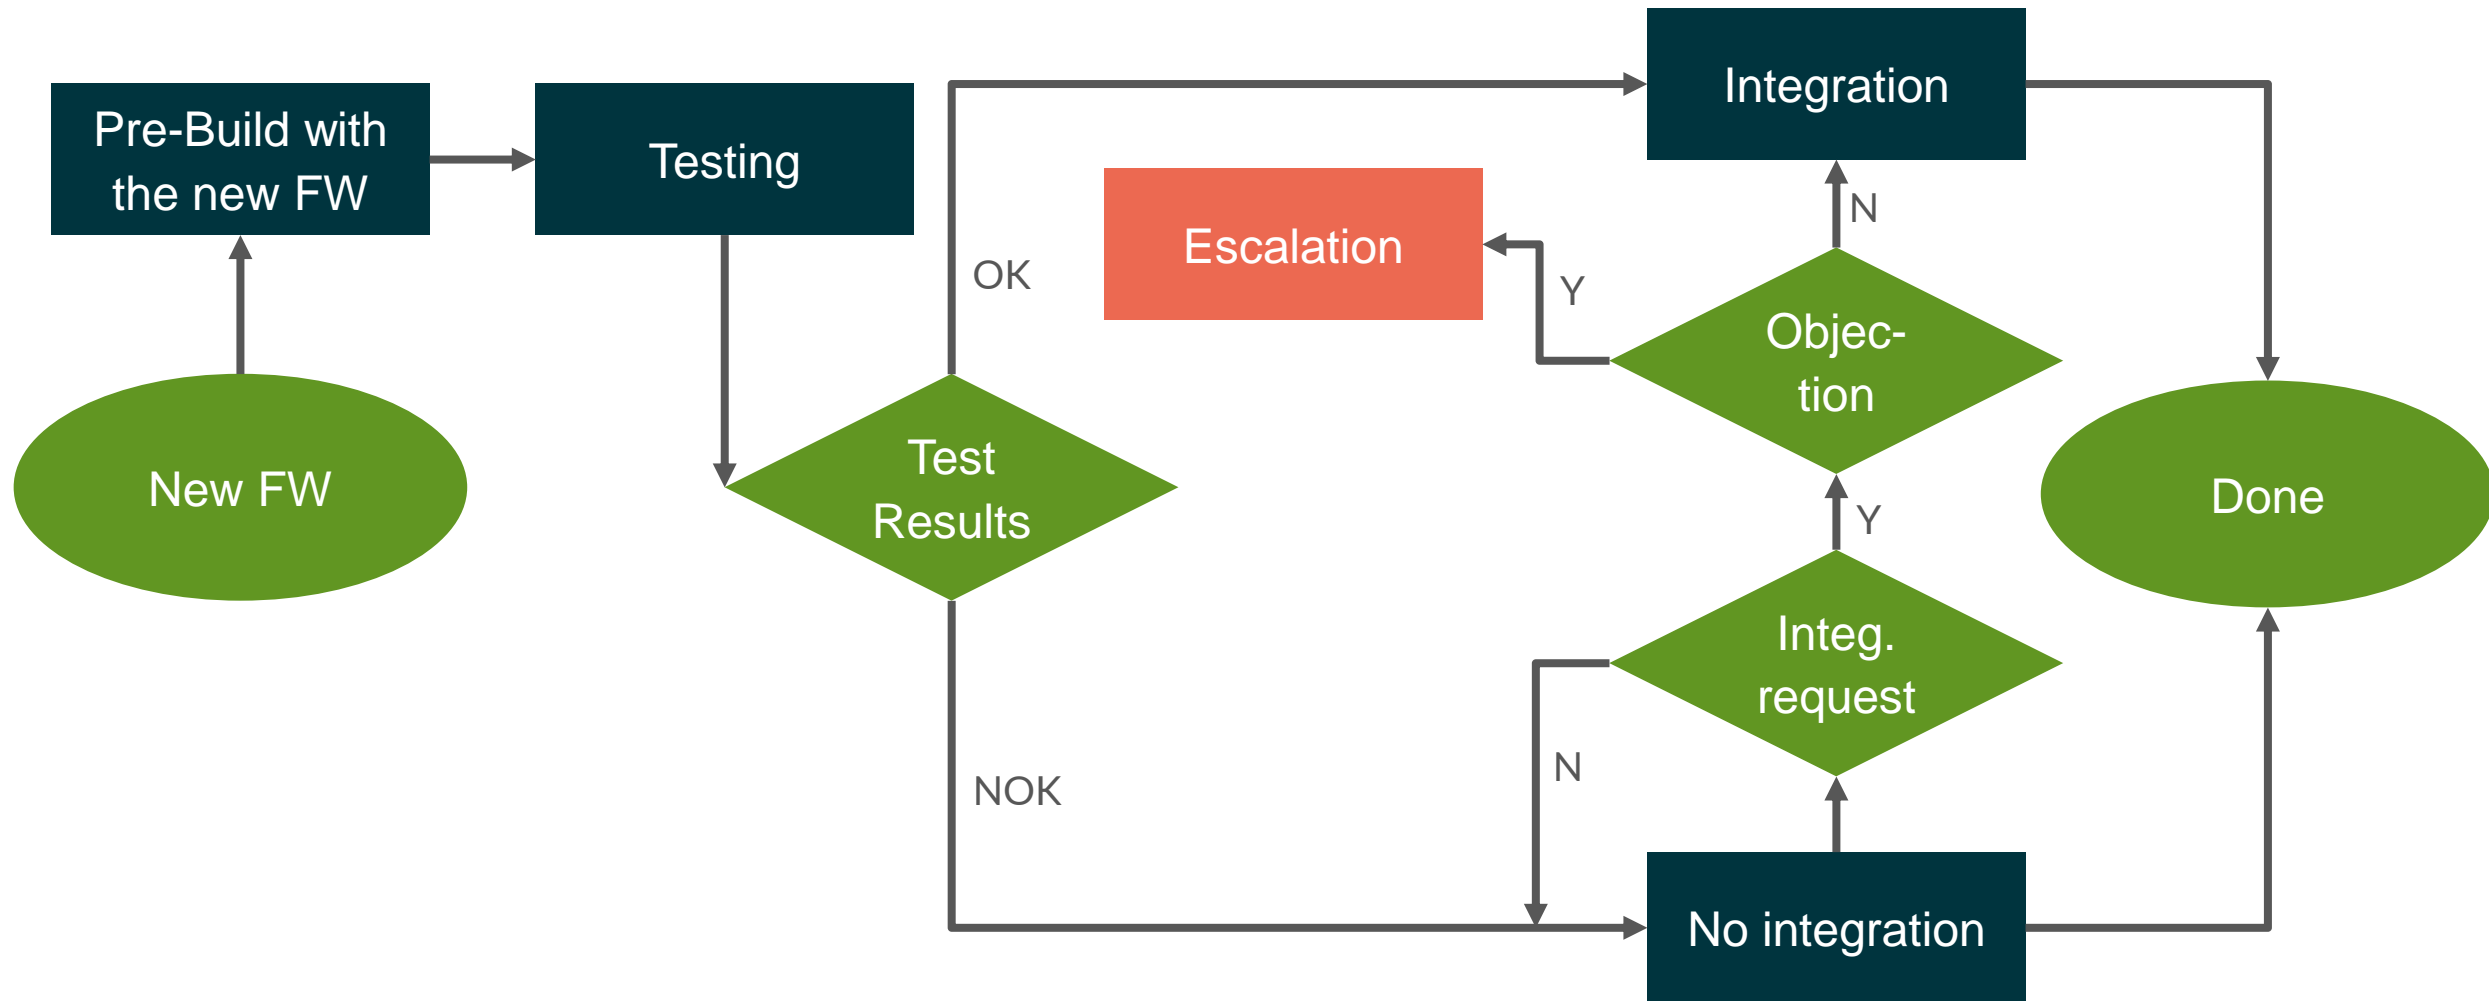 Pre-Build with
the new FW
Testing
Integration
Escalation
N
OK
Y
Objec-
tion
Test
Results
New FW
Done
Y
Integ.
request
N
NOK
No integration